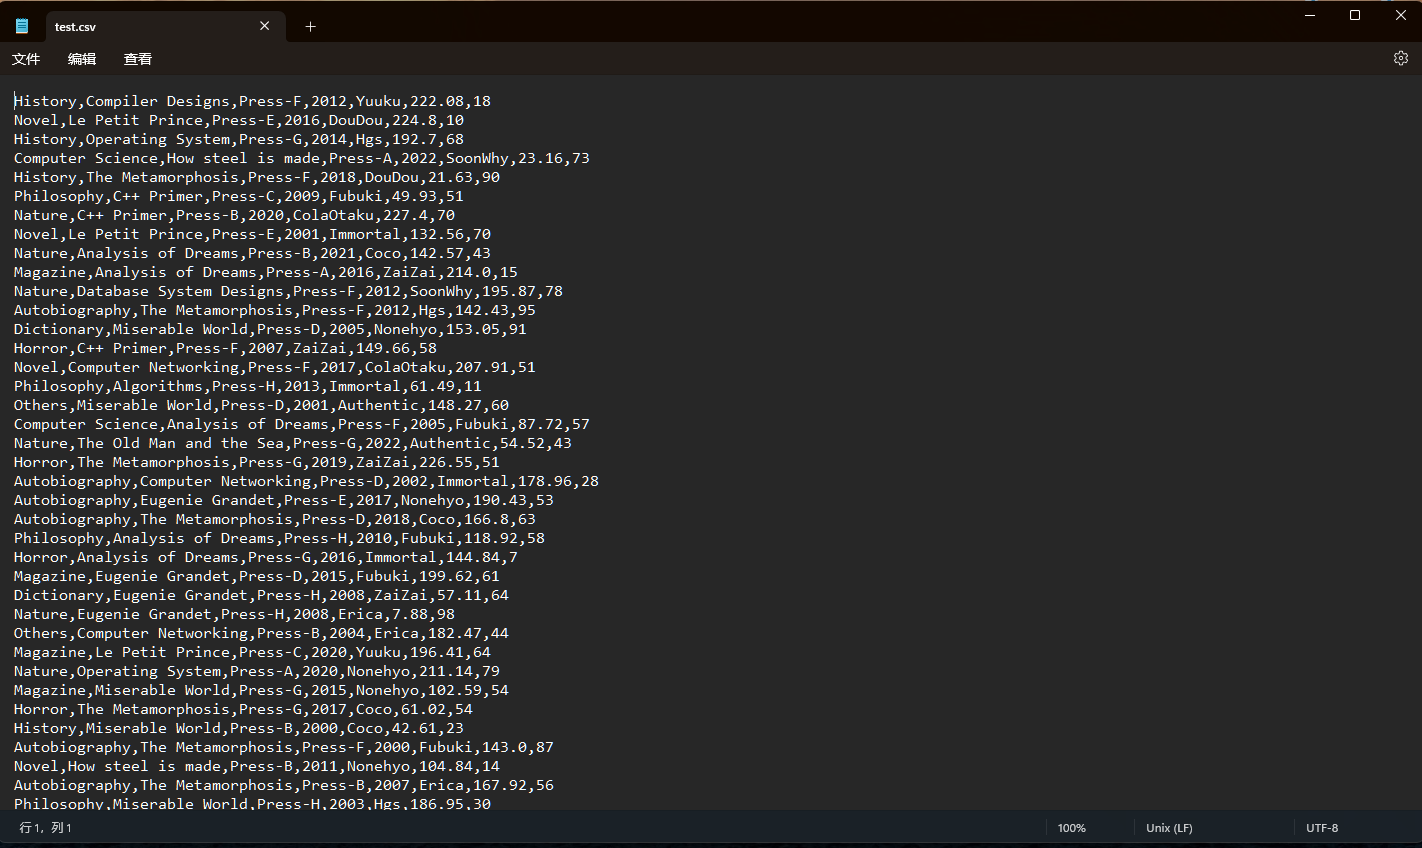 test.csv
文件 编辑 查看
History,Compiler Designs,Press-F,2012,Yuuku,222.08,18
Novel,Le Petit Prince,Press-E,2016,DouDou,224.8,10
History,Operating System,Press-G,2014,Hgs,192.7,68
Computer Science,How steel is made,Press-A,2022,SoonWhy,23.16,73
History,The Metamorphosis,Press-F,2018,DouDou,21.63,90
Philosophy,C++ Primer,Press-C,2009,Fubuki,49.93,51
Nature,C++ Primer,Press-B,2020,ColaOtaku,227.4,70
Novel,Le Petit Prince,Press-E,2001,Immortal,132.56,70
Nature,Analysis of Dreams,Press-B,2021,Coco,142.57,43
Magazine,Analysis of Dreams,Press-A,2016,ZaiZai,214.0,15
Nature,Database System Designs,Press-F,2012,SoonWhy,195.87,78
Autobiography,The Metamorphosis,Press-F,2012,Hgs,142.43,95
Dictionary,Miserable World,Press-D,2005,Nonehyo,153.05,91
Horror,C++ Primer,Press-F,2007,ZaiZai,149.66,58
Novel,Computer Networking,Press-F,2017,ColaOtaku,207.91,51
Philosophy,Algorithms,Press-H,2013,Immortal,61.49,11
Others,Miserable World,Press-D,2001,Authentic,148.27,60
Computer Science,Analysis of Dreams,Press-F,2005,Fubuki,87.72,57
Nature,The Old Man and the Sea,Press-G,2022,Authentic,54.52,43
Horror,The Metamorphosis,Press-G,2019,ZaiZai,226.55,51
Autobiography,Computer Networking,Press-D,2002,Immortal,178.96,28
Autobiography,Eugenie Grandet,Press-E,2017,Nonehyo,190.43,53
Autobiography,The Metamorphosis,Press-D,2018,Coco,166.8,63
Philosophy,Analysis of Dreams,Press-H,2010,Fubuki,118.92,58
Horror,Analysis of Dreams,Press-G,2016,Immortal,144.84,7
Magazine,Eugenie Grandet,Press-D,2015,Fubuki,199.62,61
Dictionary,Eugenie Grandet,Press-H,2008,ZaiZai,57.11,64
Nature,Eugenie Grandet,Press-H,2008,Erica,7.88,98
Others,Computer Networking,Press-B,2004,Erica,182.47,44
Magazine,Le Petit Prince,Press-C,2020,Yuuku,196.41,64
Nature,Operating System,Press-A,2020,Nonehyo,211.14,79
Magazine,Miserable World,Press-G,2015,Nonehyo,102.59,54
Horror,The Metamorphosis,Press-G,2017,Coco,61.02,54
History,Miserable World,Press-B,2000,Coco,42.61,23
Autobiography,The Metamorphosis,Press-F,2000,Fubuki,143.0,87
Novel,How steel is made,Press-B,2011,Nonehyo,104.84,14
Autobiography,The Metamorphosis,Press-B,2007,Erica,167.92,56
Philosophy,Miserable World,Press-H,2003,Hgs,186.95,30
行 1, 列 1 100% Unix (LF) UTF-8